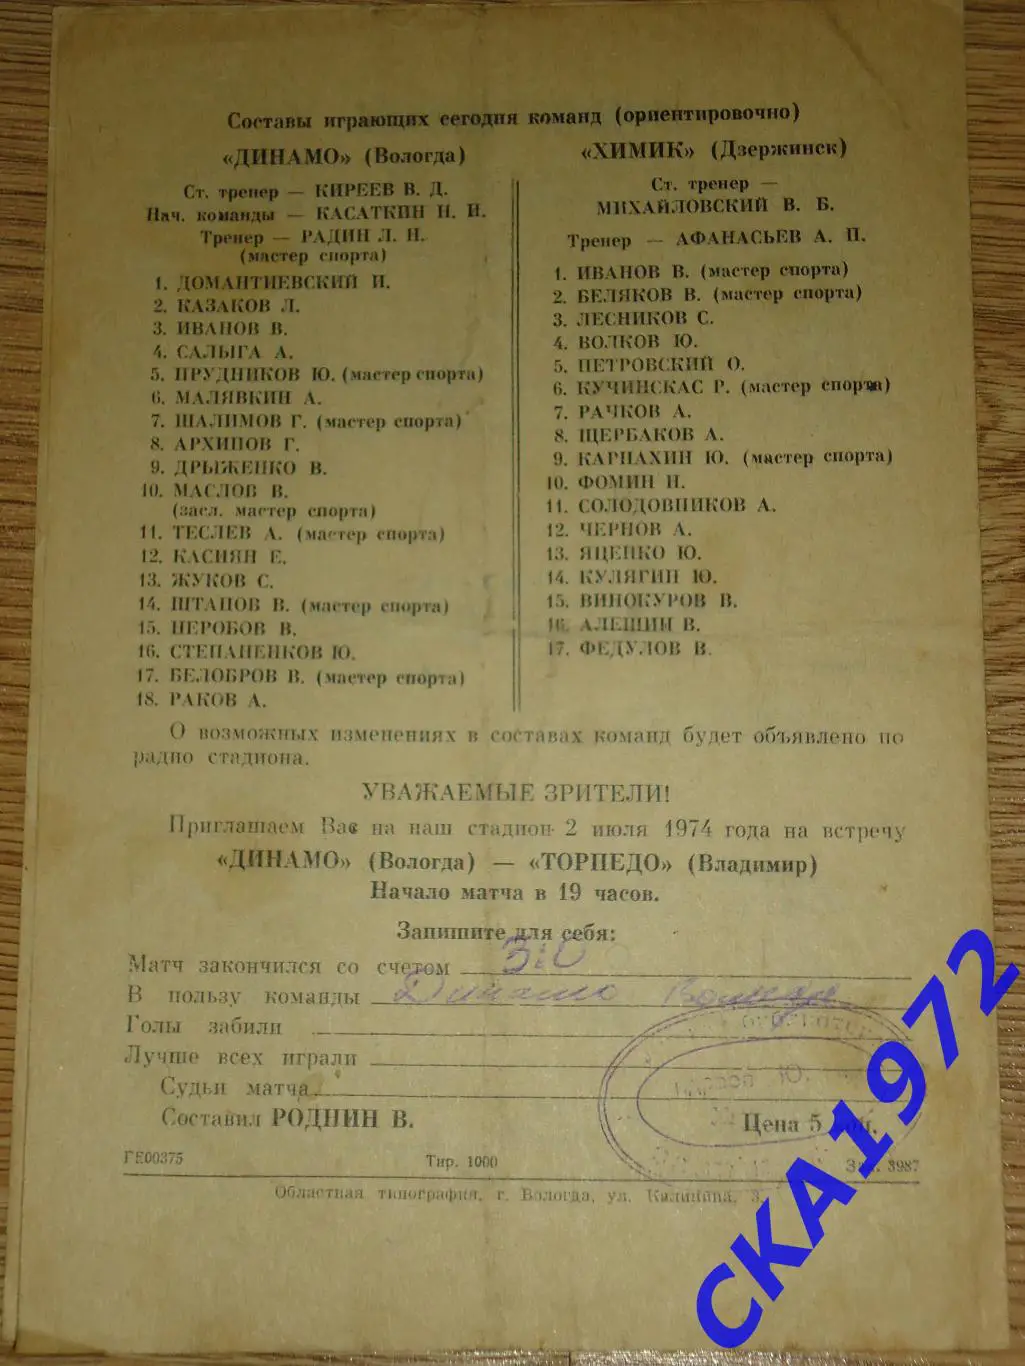 Составы играющих сегодня команд (ориентировочно)
«ДИНАМО» (Вологда)
Ст. тренер — КИРЕЕВ В. Д.
Нач. команды — КАСАТКИН Н. И.
Тренер — РАДИН Л. Н.
(мастер спорта)
1. ДОМАНТИЕВСКИЙ И.
2. КАЗАКОВ Л.
3. ИВАНОВ В.
4. САЛЫГА А.
5. ПРУДНИКОВ Ю. (мастер спорта)
6. МАЛЯВКИН А.
7. ШАЛИМОВ Г. (мастер спорта)
8. АРХИПОВ Г.
9. ДРЫЖЕНКО В.
10. МАСЛОВ В.
(засл. мастер спорта)
11. ТЕСЛЕВ А. (мастер спорта)
12. КАСИЯН Е.
13. ЖУКОВ С.
14. ШТАПОВ В. (мастер спорта)
15. НЕРОБОВ В.
16. СТЕПАНЕНКОВ Ю.
17. БЕЛОБРОВ В. (мастер спорта)
18. РАКОВ А.
«ХИМИК» (Дзержинск)
Ст. тренер —
МИХАЙЛОВСКИЙ В. Б.
Тренер — АФАНАСЬЕВ А. П.
1. ИВАНОВ В. (мастер спорта)
2. БЕЛЯКОВ В. (мастер спорта)
3. ЛЕСНИКОВ С.
4. ВОЛКОВ Ю.
5. ПЕТРОВСКИЙ О.
6. КУЧИНСКАС Р. (мастер спорта)
7. РАЧКОВ А.
8. ЩЕРБАКОВ А.
9. КАРПАХИН Ю. (мастер спорта)
10. ФОМИН Н.
11. СОЛОДОВНИКОВ А.
12. ЧЕРНОВ А.
13. ЯЦЕНКО Ю.
14. КУЛЯГИН Ю.
15. ВИНОКУРОВ В.
16. АЛЕШИН В.
17. ФЕДУЛОВ В.
О возможных изменениях в составах команд будет объявлено по
радио стадиона.
УВАЖАЕМЫЕ ЗРИТЕЛИ!
Приглашаем Вас на наш стадион 2 июля 1974 года на встречу
«ДИНАМО» (Вологда) — «ТОРПЕДО» (Владимир)
Начало матча в 19 часов.
Запишите для себя:
Матч закончился со счетом 3:0
В пользу команды Динамо Вологда
Голы забили
Лучше всех играли
Судьи матча
Составил РОДНИН В.
Цена 5 коп.
ГЕ00375 Тир. 1000 Зак. 3987
Областная типография, г. Вологда, ул. Калинина, 3.
СКА1972